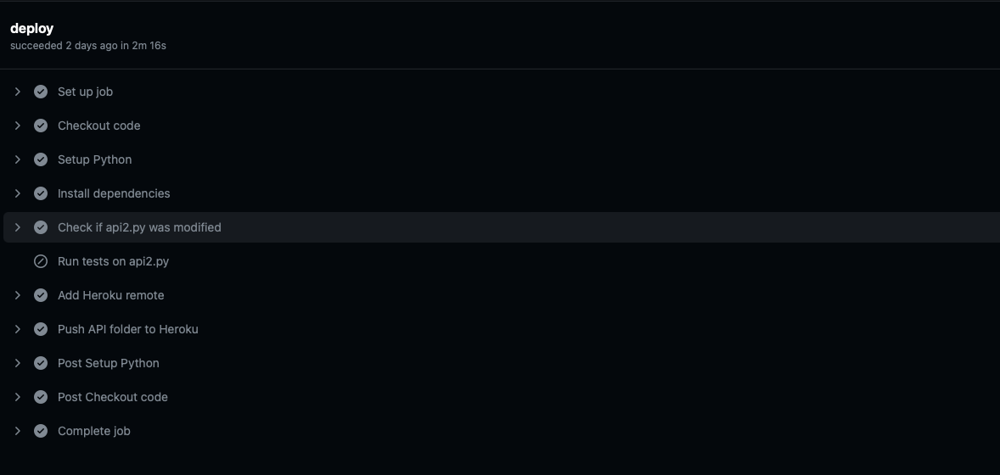 deploy
succeeded 2 days ago in 2m 16s
Set up job
Checkout code
Setup Python
Install dependencies
Check if api2.py was modified
Run tests on api2.py
Add Heroku remote
Push API folder to Heroku
Post Setup Python
Post Checkout code
Complete job